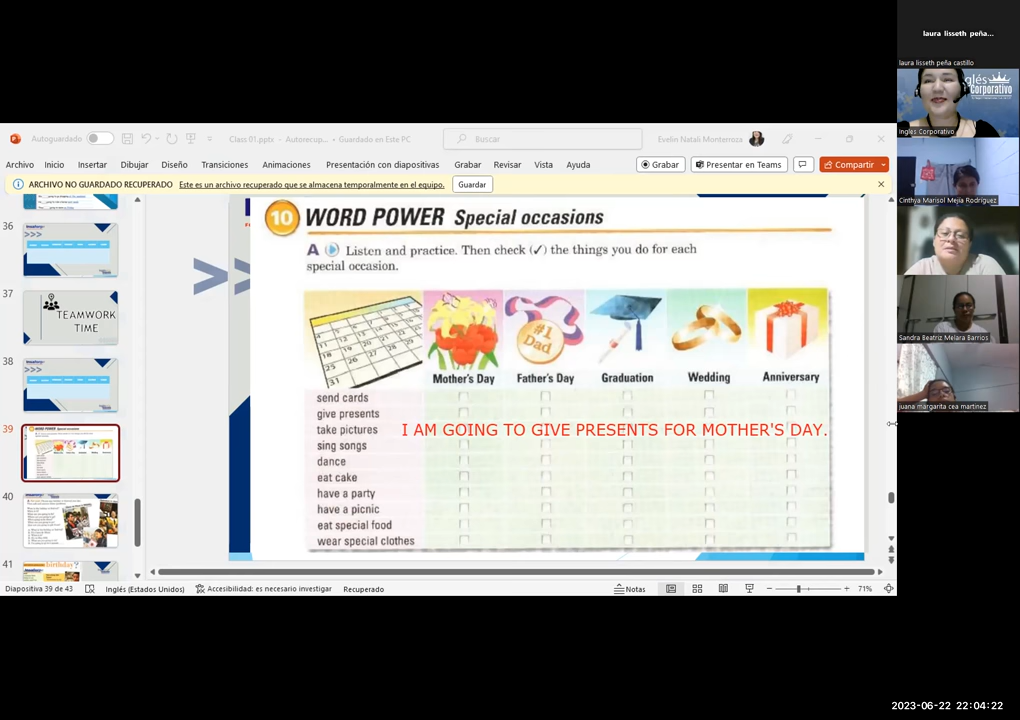 laura lisseth peña...
laura lisseth peña castillo
glés
Corporativo
Ingles Corporativo
Cinthya Marisol Mejia Rodriguez
Sandra Beatriz Melara Barrios
juana margarita cea martinez
Autoguardado
Class 01.pptx - Autorecup... • Guardado en Este PC
Buscar
Evelin Natali Monterroza
Archivo Inicio Insertar Dibujar Diseño Transiciones Animaciones Presentación con diapositivas Grabar Revisar Vista Ayuda
Grabar
Presentar en Teams
Compartir
ARCHIVO NO GUARDADO RECUPERADO Este es un archivo recuperado que se almacena temporalmente en el equipo.
Guardar
36
>>>
37
TEAMWORK
TIME
38
>>>
39
40
41
birthday?
10 WORD POWER Special occasions
A Listen and practice. Then check (✓) the things you do for each
special occasion.
#1
Dad
Mother's Day Father's Day Graduation Wedding Anniversary
send cards
give presents
take pictures
I AM GOING TO GIVE PRESENTS FOR MOTHER'S DAY.
sing songs
dance
eat cake
have a party
have a picnic
eat special food
wear special clothes
Diapositiva 39 de 43
Inglés (Estados Unidos)
Accesibilidad: es necesario investigar
Recuperado
Notas
71%
2023-06-22 22:04:22